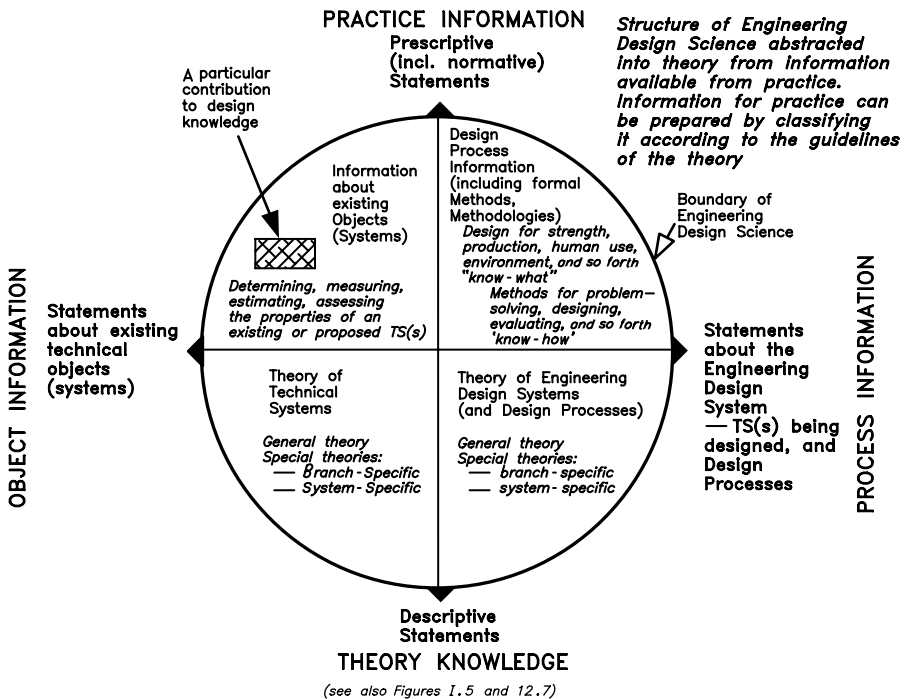 PRACTICE INFORMATION
Prescriptive
(incl. normative)
Statements
Structure of Engineering
Design Science abstracted
into theory from information
available from practice.
Information for practice can
be prepared by classifying
it according to the guidelines
of the theory
A particular
contribution
to design
knowledge
Information
about
existing
Objects
(Systems)
Determining, measuring,
estimating, assessing
the properties of an
existing or proposed TS(s)
Design
Process
Information
(including formal
Methods,
Methodologies)
Design for strength,
production, human use,
environment, and so forth
"know-what"
Methods for problem-
solving, designing,
evaluating, and so forth
'know-how'
Boundary of
Engineering
Design Science
OBJECT INFORMATION
Statements
about existing
technical
objects
(systems)
Statements
about the
Engineering
Design
System
— TS(s) being
designed, and
Design
Processes
PROCESS INFORMATION
Theory of
Technical
Systems
General theory
Special theories:
— Branch-Specific
— System-Specific
Theory of Engineering
Design Systems
(and Design Processes)
General theory
Special theories:
— branch-specific
— system-specific
Descriptive
Statements
THEORY KNOWLEDGE
(see also Figures I.5 and 12.7)